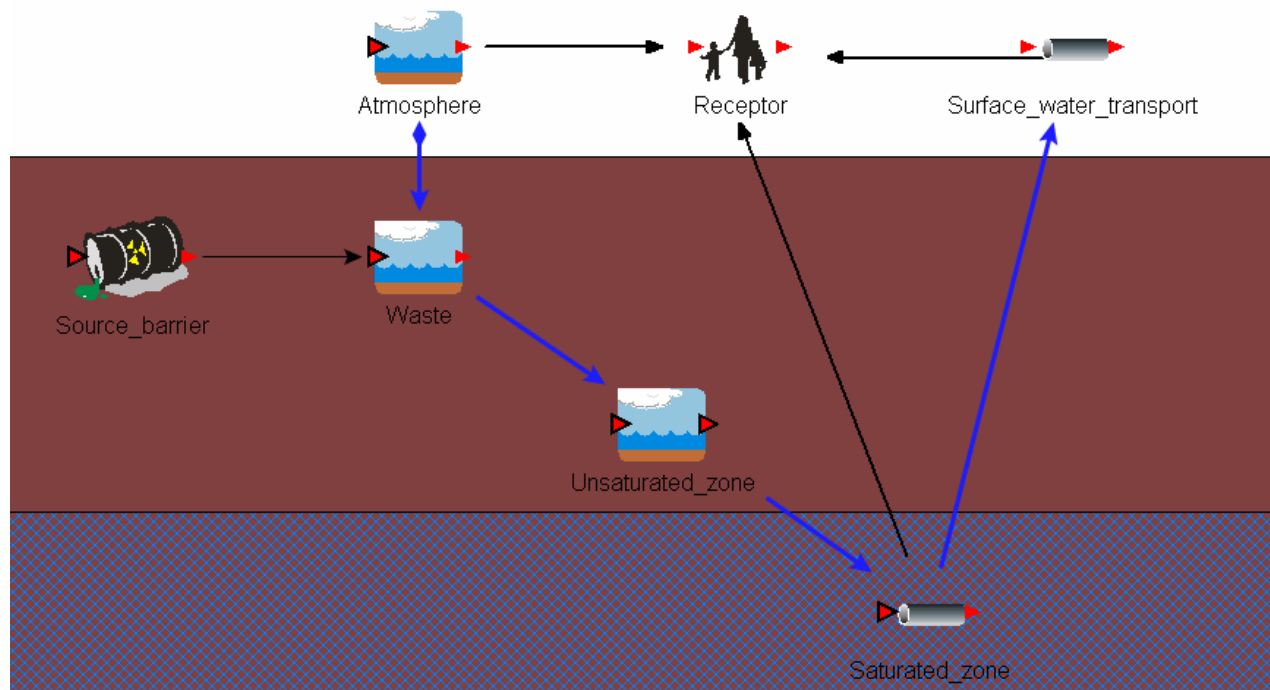 Atmosphere
Receptor
Surface_water_transport
Source_barrier
Waste
Unsaturated_zone
Saturated_zone